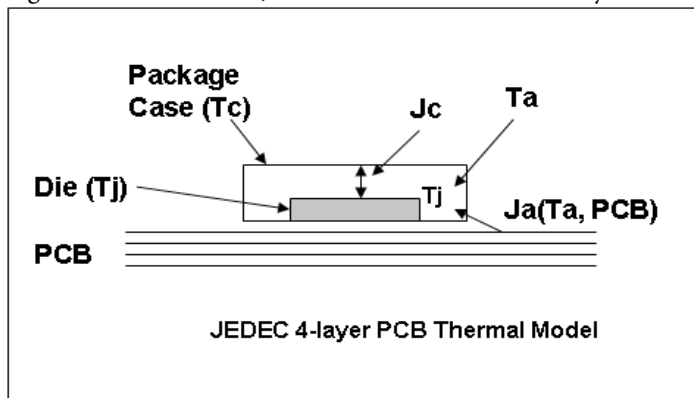 Package
Case (Tc)
Jc
Ta
Die (Tj)
Tj
Ja(Ta, PCB)
PCB
JEDEC 4-layer PCB Thermal Model